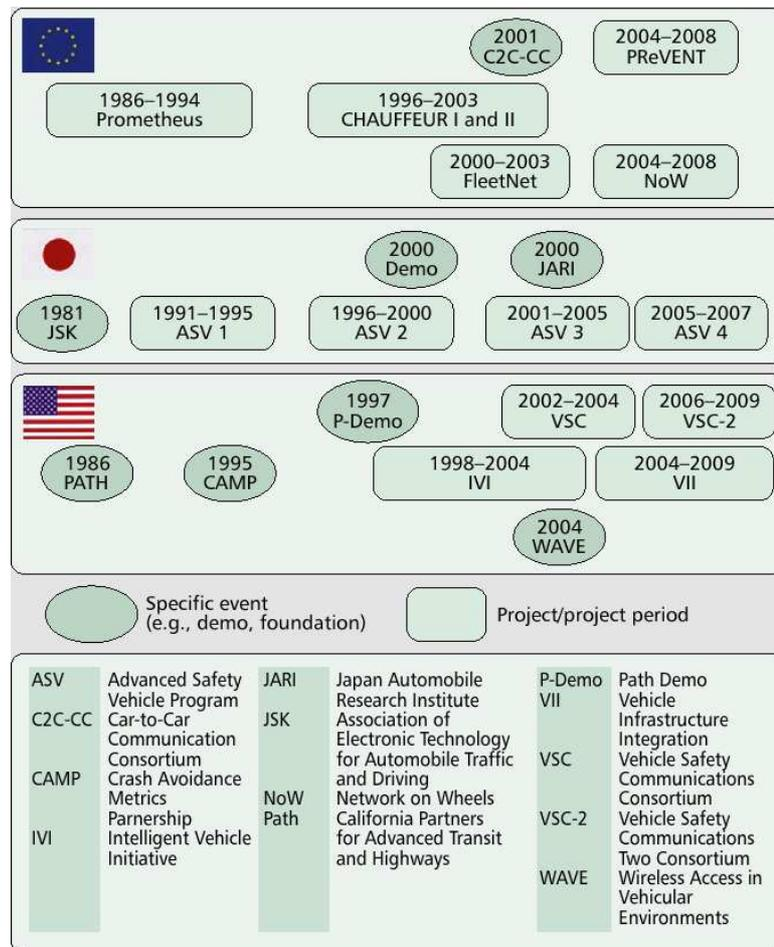 2001
C2C-CC
2004–2008
PReVENT
1986–1994
Prometheus
1996–2003
CHAUFFEUR I and II
2000–2003
FleetNet
2004–2008
NoW
2000
Demo
2000
JARI
1981
JSK
1991–1995
ASV 1
1996–2000
ASV 2
2001–2005
ASV 3
2005–2007
ASV 4
1997
P-Demo
2002–2004
VSC
2006–2009
VSC-2
1986
PATH
1995
CAMP
1998–2004
IVI
2004–2009
VII
2004
WAVE
Specific event
(e.g., demo, foundation)
Project/project period
ASV Advanced Safety
Vehicle Program
C2C-CC Car-to-Car
Communication
Consortium
CAMP Crash Avoidance
Metrics
Parnership
IVI Intelligent Vehicle
Initiative
JARI Japan Automobile
Research Institute
JSK Association of
Electronic Technology
for Automobile Traffic
and Driving
NoW Network on Wheels
Path California Partners
for Advanced Transit
and Highways
P-Demo Path Demo
VII Vehicle
Infrastructure
Integration
VSC Vehicle Safety
Communications
Consortium
VSC-2 Vehicle Safety
Communications
Two Consortium
WAVE Wireless Access in
Vehicular
Environments